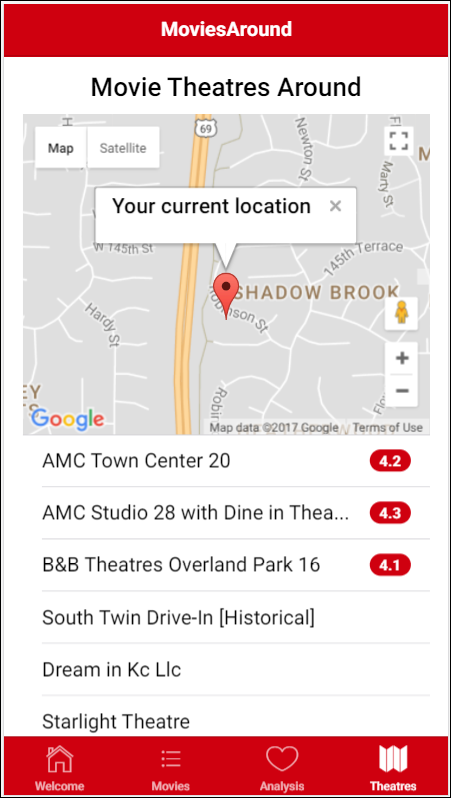 MoviesAround
Movie Theatres Around
69
Map
Satellite
Newton St
Marty St
M
Your current location
×
W 145th St
145th Terrace
SHADOW BROOK
Robinson St
Hardy St
+
−
EY
Robin
Google
Map data ©2017 Google
Terms of Use
AMC Town Center 20
4.2
AMC Studio 28 with Dine in Thea...
4.3
B&B Theatres Overland Park 16
4.1
South Twin Drive-In [Historical]
Dream in Kc Llc
Starlight Theatre
Welcome
Movies
Analysis
Theatres